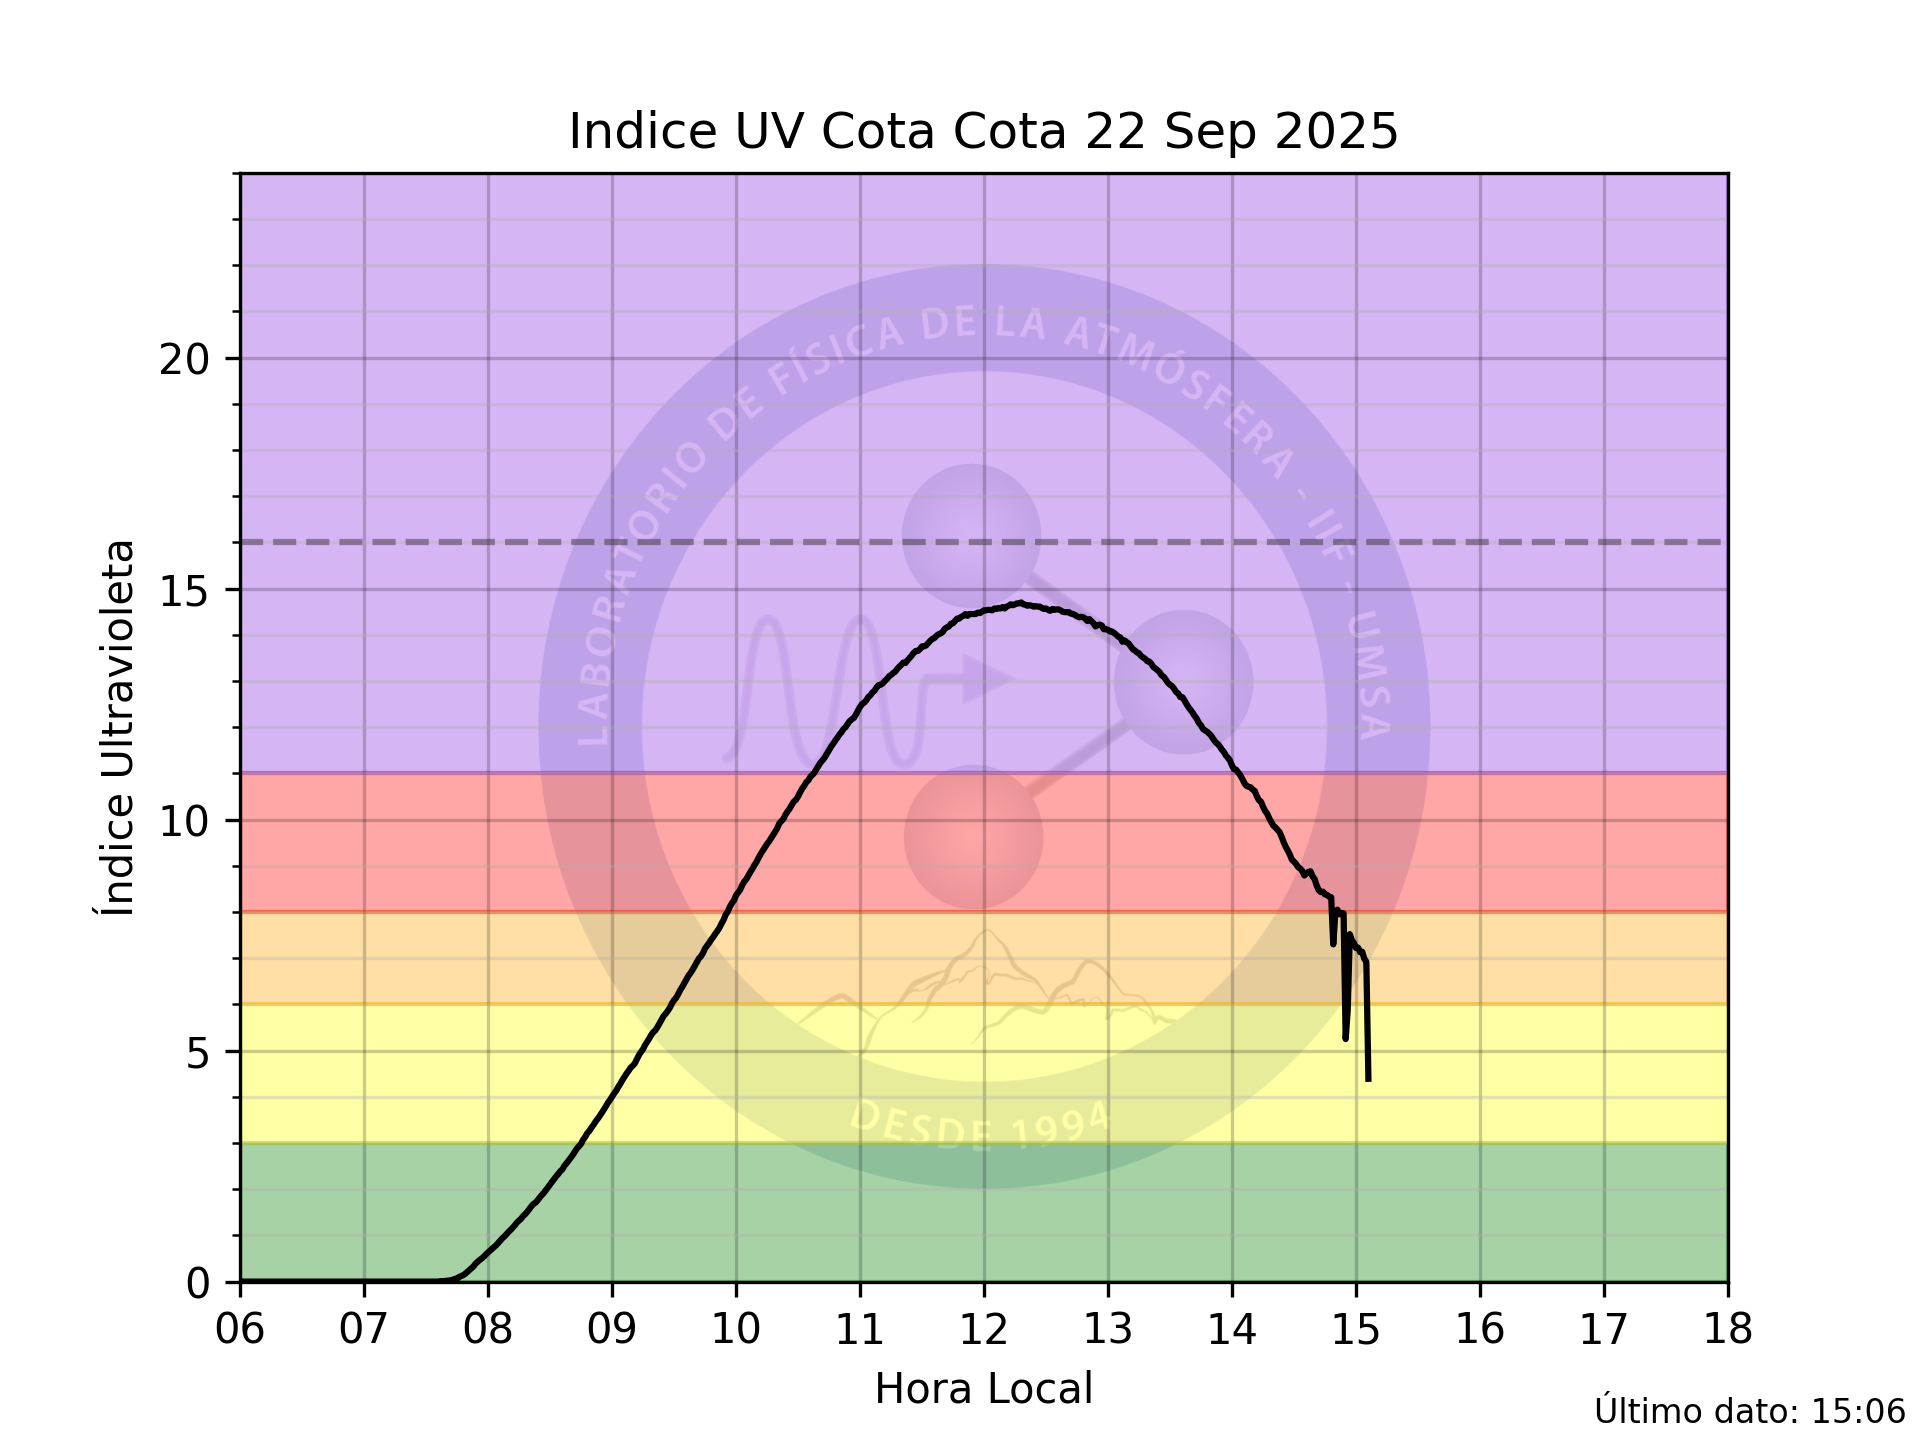 Indice UV Cota Cota 22 Sep 2025
LABORATORIO DE FÍSICA DE LA ATMÓSFERA - IIF - UMSA
DESDE 1994
Índice Ultravioleta
20
15
10
5
0
06 07 08 09 10 11 12 13 14 15 16 17 18
Hora Local
Último dato: 15:06